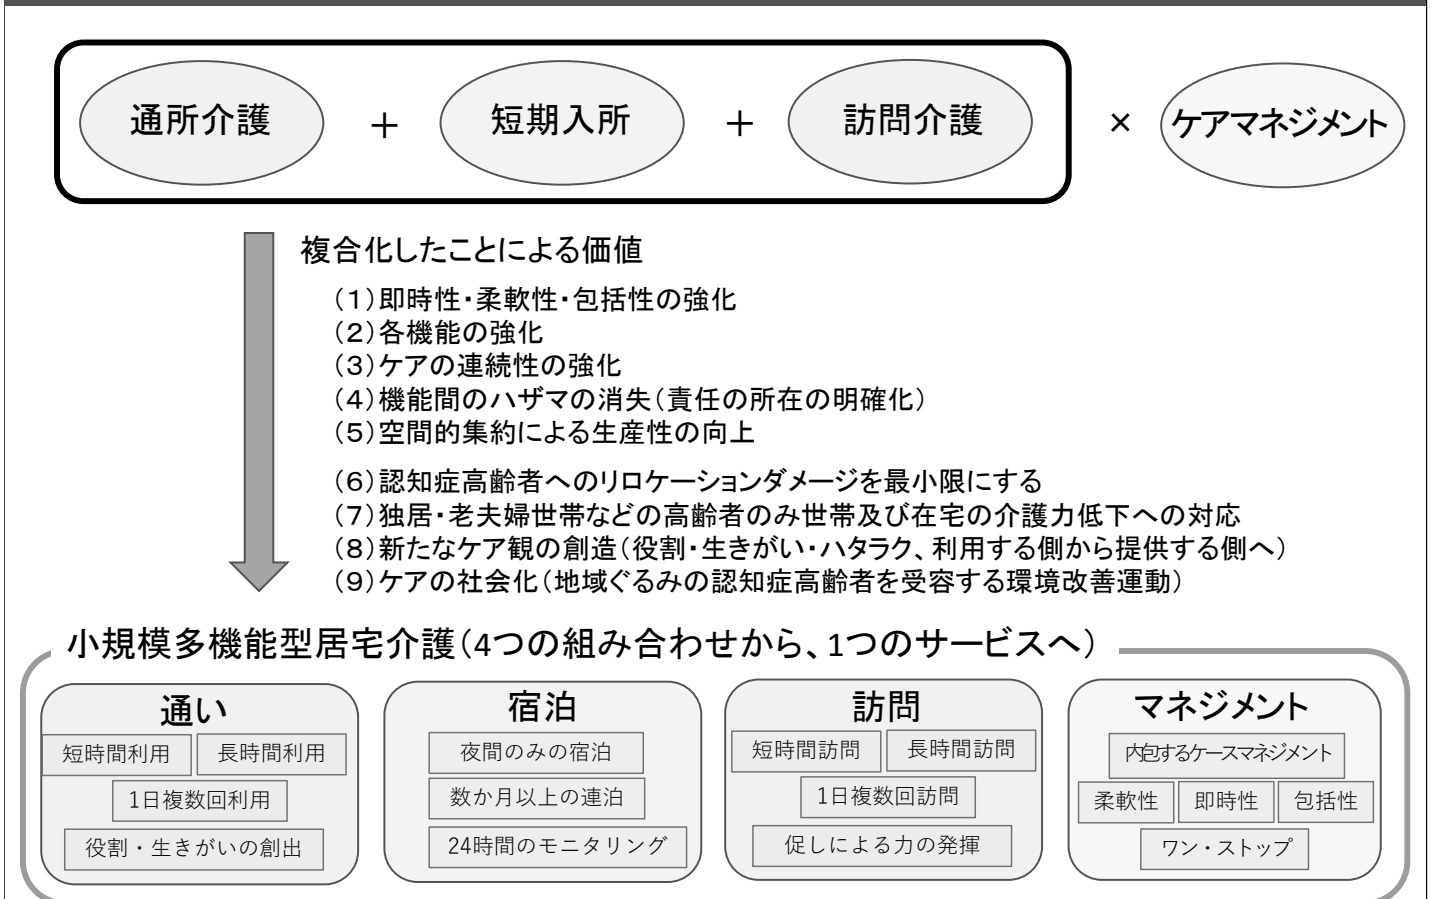 通所介護 + 短期入所 + 訪問介護 × ケアマネジメント
複合化したことによる価値
(1)即時性・柔軟性・包括性の強化
(2)各機能の強化
(3)ケアの連続性の強化
(4)機能間のハザマの消失(責任の所在の明確化)
(5)空間的集約による生産性の向上
(6)認知症高齢者へのリロケーションダメージを最小限にする
(7)独居・老夫婦世帯などの高齢者のみ世帯及び在宅の介護力低下への対応
(8)新たなケア観の創造(役割・生きがい・ハタラク、利用する側から提供する側へ)
(9)ケアの社会化(地域ぐるみの認知症高齢者を受容する環境改善運動)
小規模多機能型居宅介護(4つの組み合わせから、1つのサービスへ)
通い
短時間利用 長時間利用
1日複数回利用
役割・生きがいの創出
宿泊
夜間のみの宿泊
数か月以上の連泊
24時間のモニタリング
訪問
短時間訪問 長時間訪問
1日複数回訪問
促しによる力の発揮
マネジメント
内包するケースマネジメント
柔軟性 即時性 包括性
ワン・ストップ